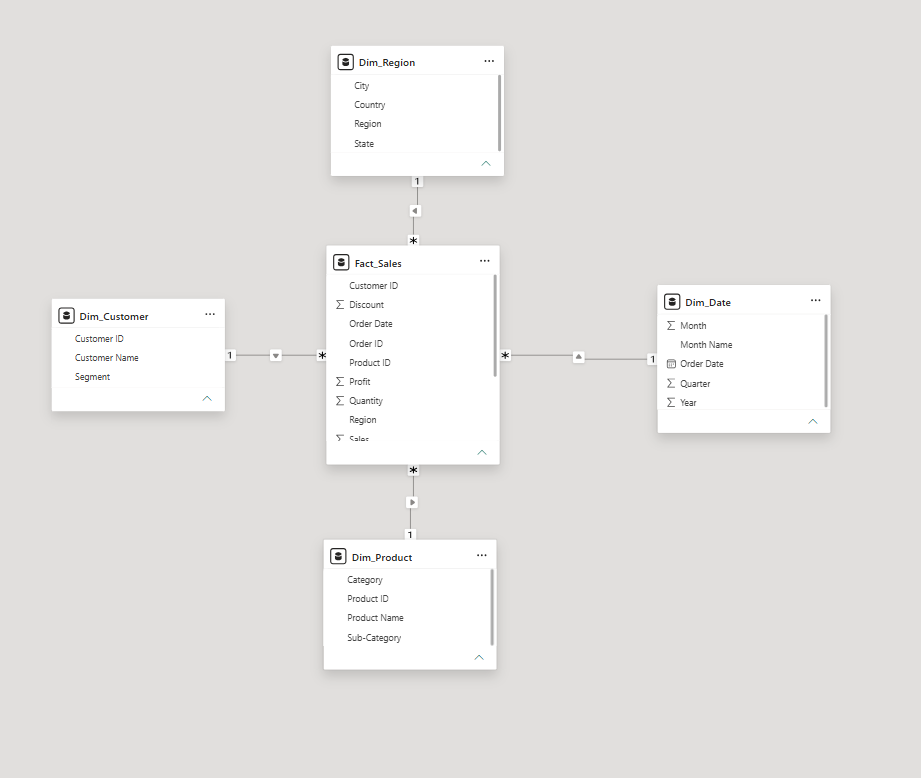 Dim_Region
City
Country
Region
State
1
*
Fact_Sales
Customer ID
Discount
Order Date
Order ID
Product ID
Profit
Quantity
Region
Sales
Dim_Customer
Customer ID
Customer Name
Segment
1
*
*
1
Dim_Date
Month
Month Name
Order Date
Quarter
Year
*
1
Dim_Product
Category
Product ID
Product Name
Sub-Category